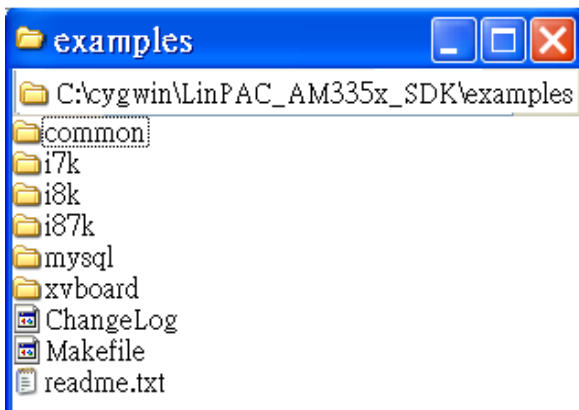 examples
C:\cygwin\LinPAC_AM335x_SDK\examples
common
i7k
i8k
i87k
mysql
xvboard
ChangeLog
Makefile
readme.txt